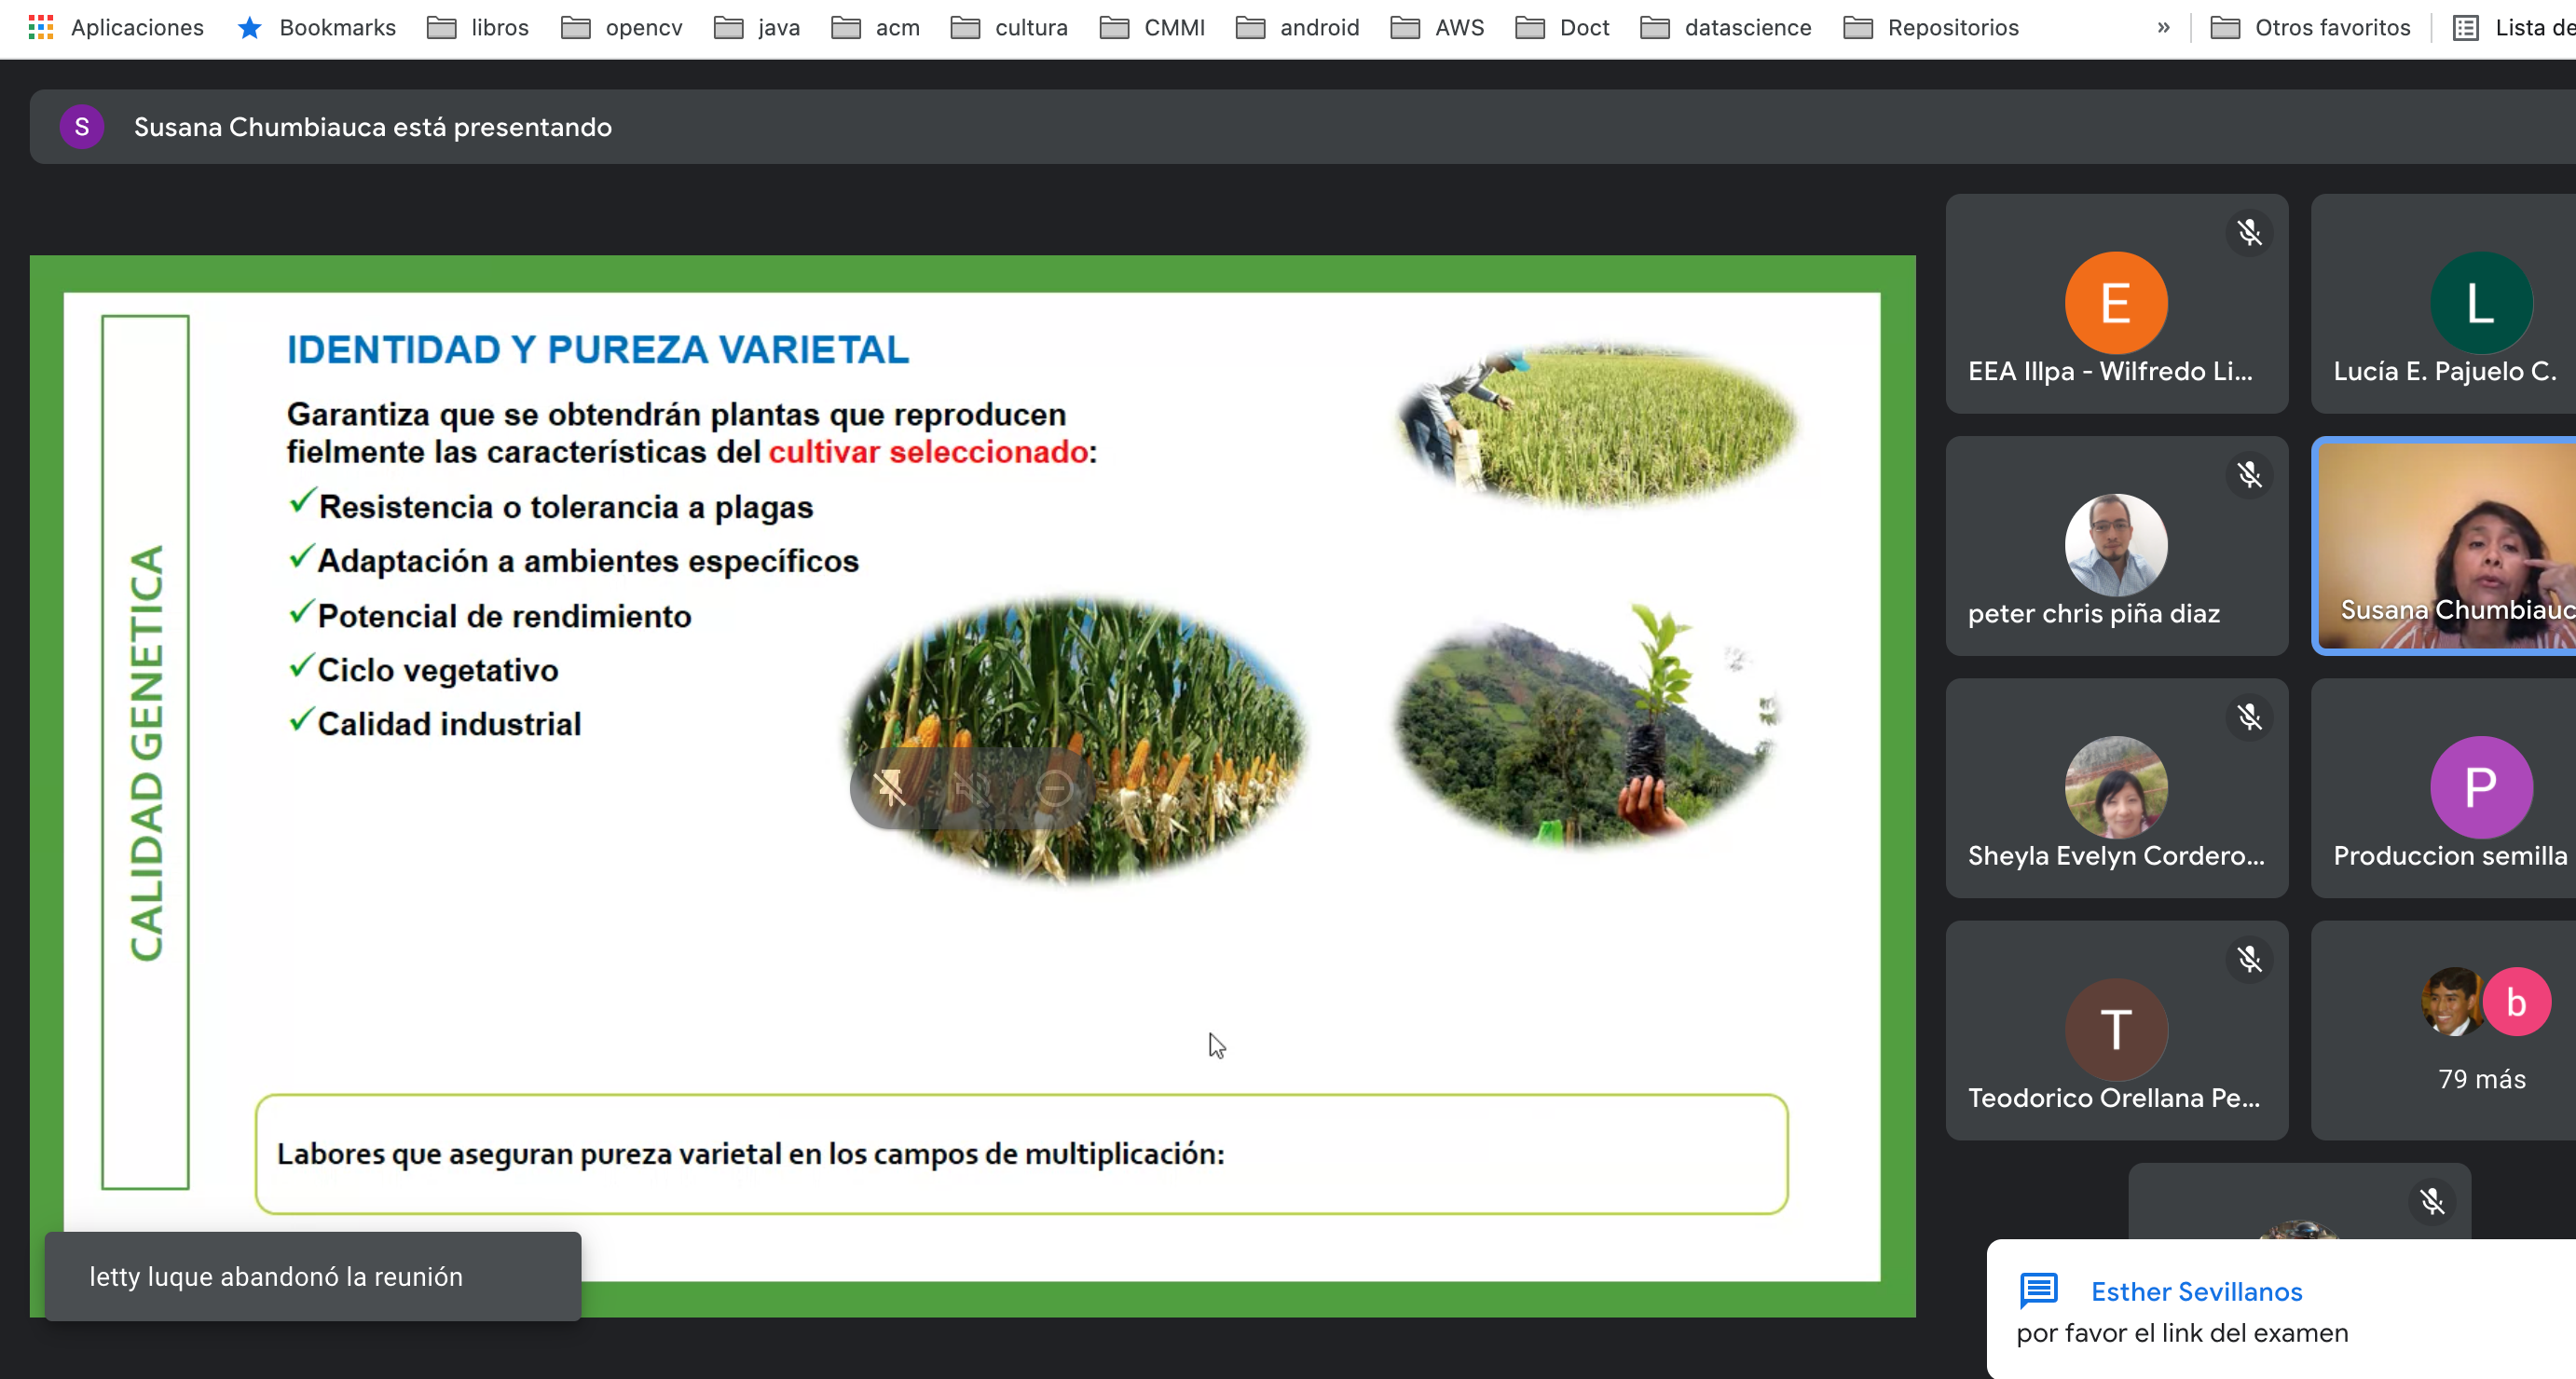 Aplicaciones Bookmarks libros opencv java acm cultura CMMI android AWS Doct datascience Repositorios » Otros favoritos Lista de
S Susana Chumbiauca está presentando
IDENTIDAD Y PUREZA VARIETAL
Garantiza que se obtendrán plantas que reproducen
fielmente las características del cultivar seleccionado:
✓Resistencia o tolerancia a plagas
✓Adaptación a ambientes específicos
✓Potencial de rendimiento
✓Ciclo vegetativo
✓Calidad industrial
CALIDAD GENETICA
Labores que aseguran pureza varietal en los campos de multiplicación:
letty luque abandonó la reunión
E
EEA Illpa - Wilfredo Li...
L
Lucía E. Pajuelo C.
peter chris piña diaz
Susana Chumbiauc
Sheyla Evelyn Cordero...
P
Produccion semilla
T
Teodorico Orellana Pe...
b
79 más
Esther Sevillanos
por favor el link del examen